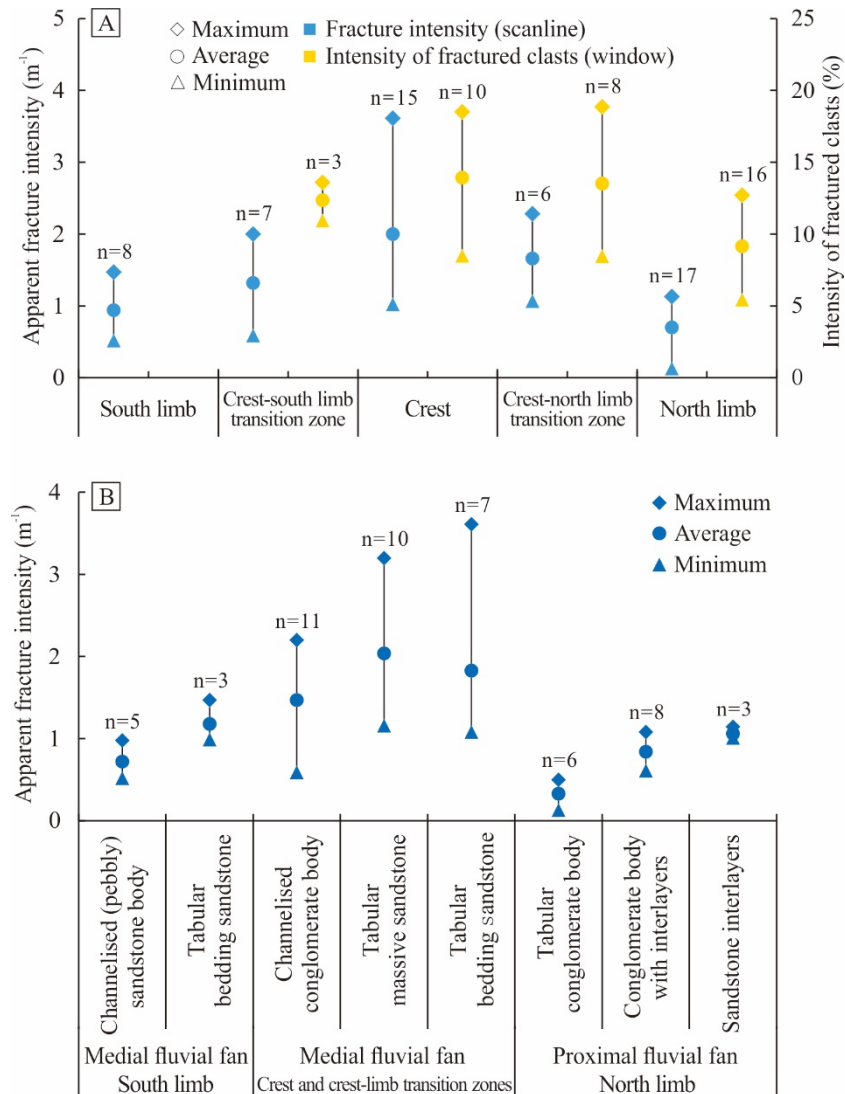 A
Maximum
Average
Minimum
Fracture intensity (scanline)
Intensity of fractured clasts (window)
Apparent fracture intensity (m⁻¹)
5
4
3
2
1
0
Intensity of fractured clasts (%)
25
20
15
10
5
0
n=8
n=7
n=3
n=15
n=10
n=6
n=8
n=17
n=16
South limb
Crest-south limb
transition zone
Crest
Crest-north limb
transition zone
North limb
B
Maximum
Average
Minimum
Apparent fracture intensity (m⁻¹)
4
3
2
1
0
n=5
n=3
n=11
n=10
n=7
n=6
n=8
n=3
Channelised (pebbly)
sandstone body
Tabular
bedding sandstone
Channelised
conglomerate body
Tabular
massive sandstone
Tabular
bedding sandstone
Tabular
conglomerate body
Conglomerate body
with interlayers
Sandstone interlayers
Medial fluvial fan
South limb
Medial fluvial fan
Crest and crest-limb transition zones
Proximal fluvial fan
North limb